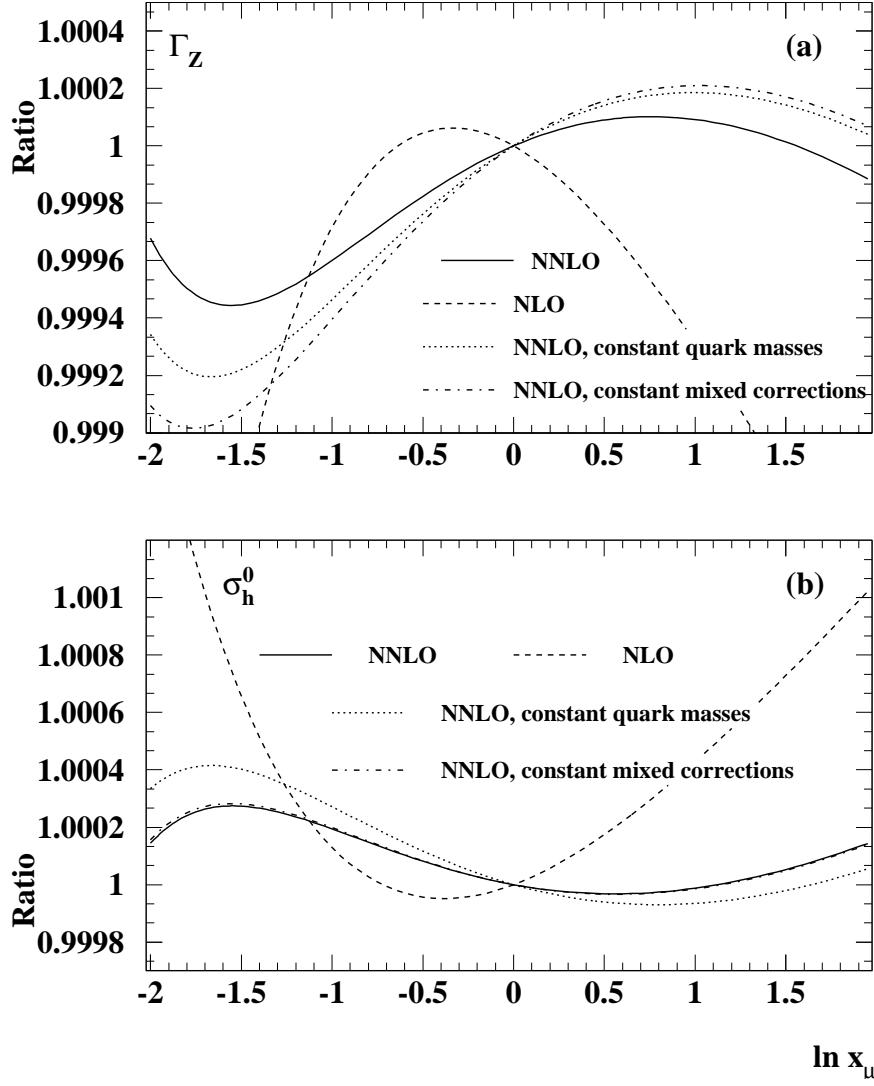 1.0004
Γ_Z
(a)
1.0002
1
0.9998
0.9996
0.9994
0.9992
0.999
Ratio
NNLO
NLO
NNLO, constant quark masses
NNLO, constant mixed corrections
-2 -1.5 -1 -0.5 0 0.5 1 1.5
σ_h^0
(b)
1.001
1.0008
1.0006
1.0004
1.0002
1
0.9998
Ratio
NNLO NLO
NNLO, constant quark masses
NNLO, constant mixed corrections
-2 -1.5 -1 -0.5 0 0.5 1 1.5
ln x_μ